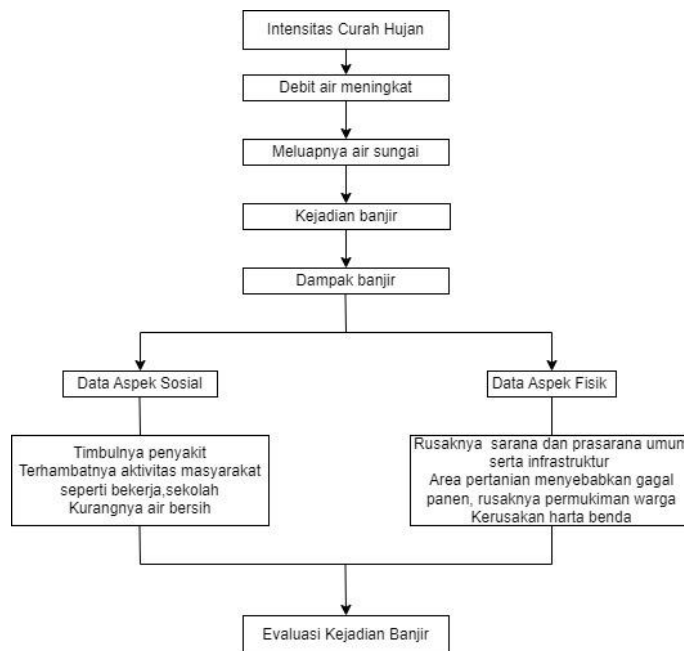 Intensitas Curah Hujan
Debit air meningkat
Meluapnya air sungai
Kejadian banjir
Dampak banjir
Data Aspek Sosial
Data Aspek Fisik
Timbulnya penyakit
Terhambatnya aktivitas masyarakat
seperti bekerja,sekolah
Kurangnya air bersih
Rusaknya sarana dan prasarana umum
serta infrastruktur
Area pertanian menyebabkan gagal
panen, rusaknya permukiman warga
Kerusakan harta benda
Evaluasi Kejadian Banjir